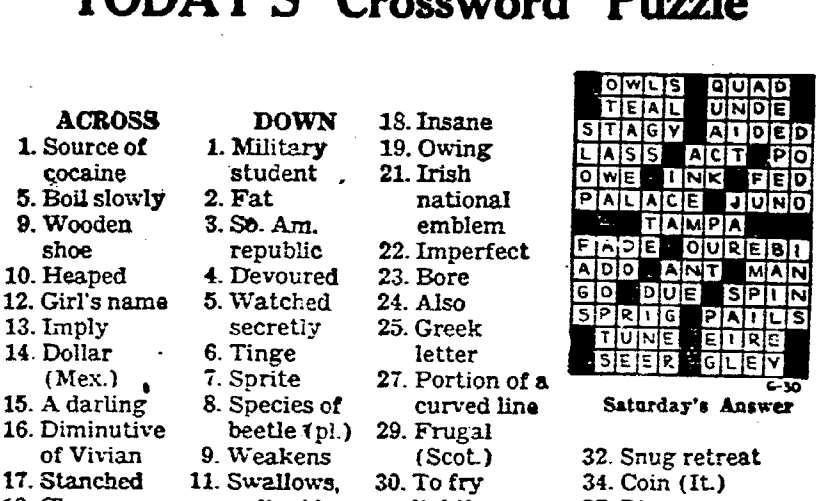 TODAY'S Crossword Puzzle
ACROSS
1. Source of
cocaine
5. Boil slowly
9. Wooden
shoe
10. Heaped
12. Girl's name
13. Imply
14. Dollar
(Mex.)
15. A darling
16. Diminutive
of Vivian
17. Stanched
DOWN
1. Military
student
2. Fat
3. So. Am.
republic
4. Devoured
5. Watched
secretly
6. Tinge
7. Sprite
8. Species of
beetle (pl.)
9. Weakens
11. Swallows,
18. Insane
19. Owing
21. Irish
national
emblem
22. Imperfect
23. Bore
24. Also
25. Greek
letter
27. Portion of a
curved line
29. Frugal
(Scot.)
30. To fry
OWLS QUAD
TEAL UNDE
STAGY AIDED
LASS ACT PO
OWE INK FED
PALACE JUNO
TAMPA
FADE OUREBI
ADO ANT MAN
GO DUE SPIN
SPRIG PAILS
TUNE EIRE
SEER GLEY
6-30
Saturday's Answer
32. Snug retreat
34. Coin (It.)